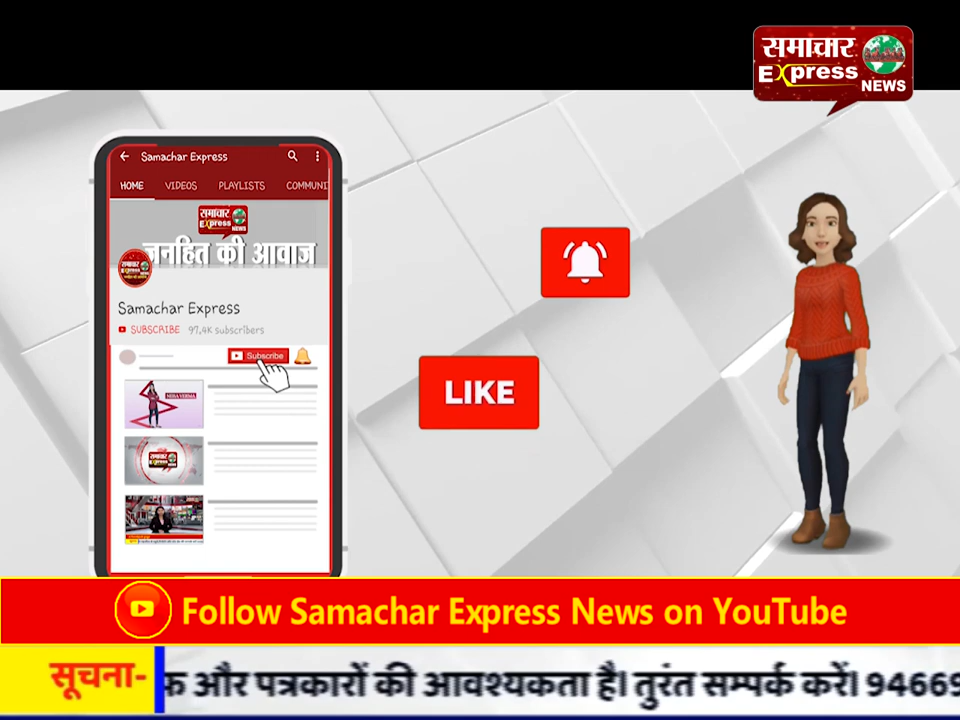 समाचार
Express
NEWS
Samachar Express
HOME VIDEOS PLAYLISTS COMMUNI
समाचार
Express
NEWS
जनहित की आवाज
Samachar Express
SUBSCRIBE 97.4K subscribers
Subscribe
LIKE
Follow Samachar Express News on YouTube
सूचना- क और पत्रकारों की आवश्यकता है। तुरंत सम्पर्क करें। 94669